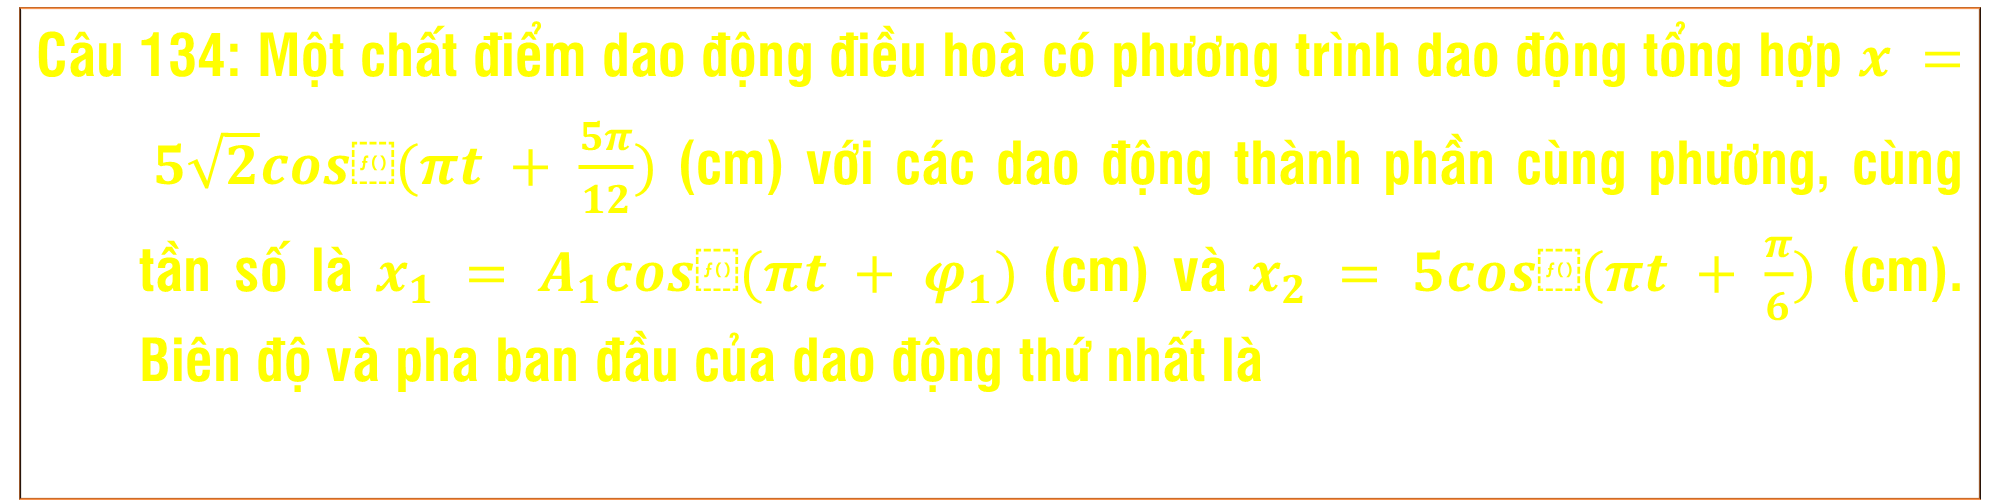 Câu 134: Một chất điểm dao động điều hoà có phương trình dao động tổng hợp x =
5√2cos(πt + 5π/12) (cm) với các dao động thành phần cùng phương, cùng
tần số là x₁ = A₁cos(πt + φ₁) (cm) và x₂ = 5cos(πt + π/6) (cm).
Biên độ và pha ban đầu của dao động thứ nhất là